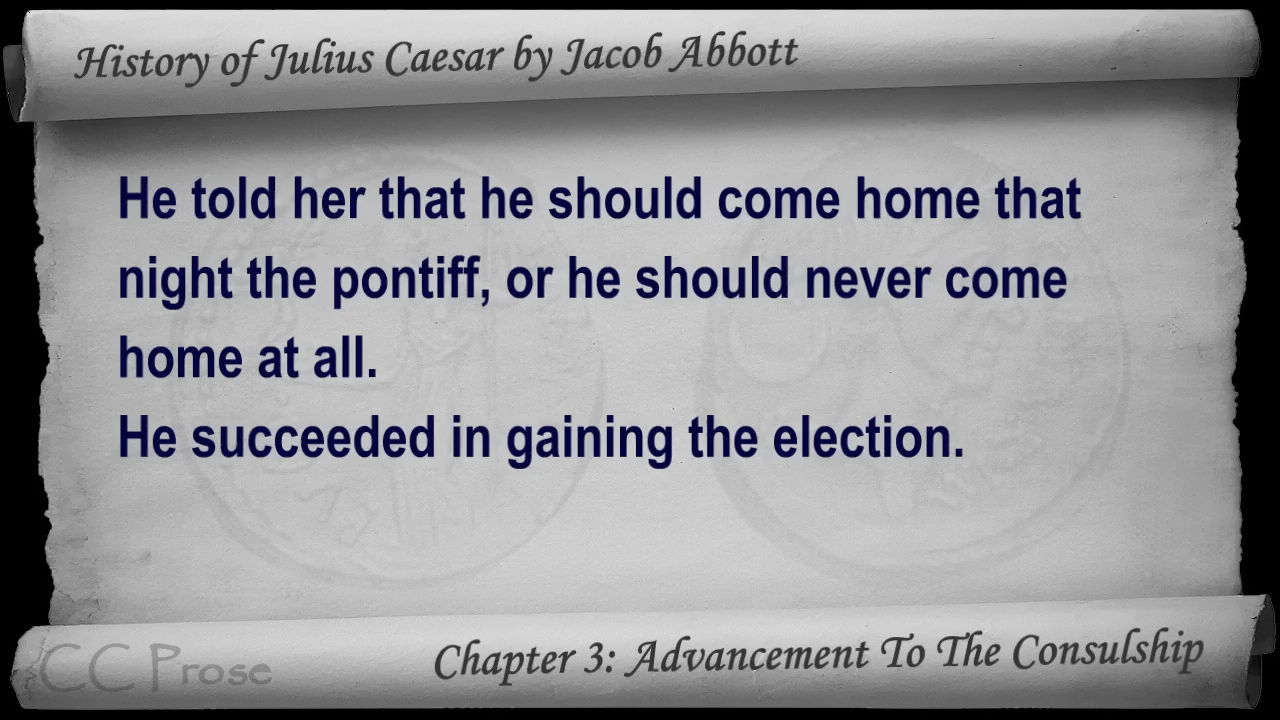 History of Julius Caesar by Jacob Abbott
He told her that he should come home that
night the pontiff, or he should never come
home at all.
He succeeded in gaining the election.
CC Prose
Chapter 3: Advancement To The Consulship